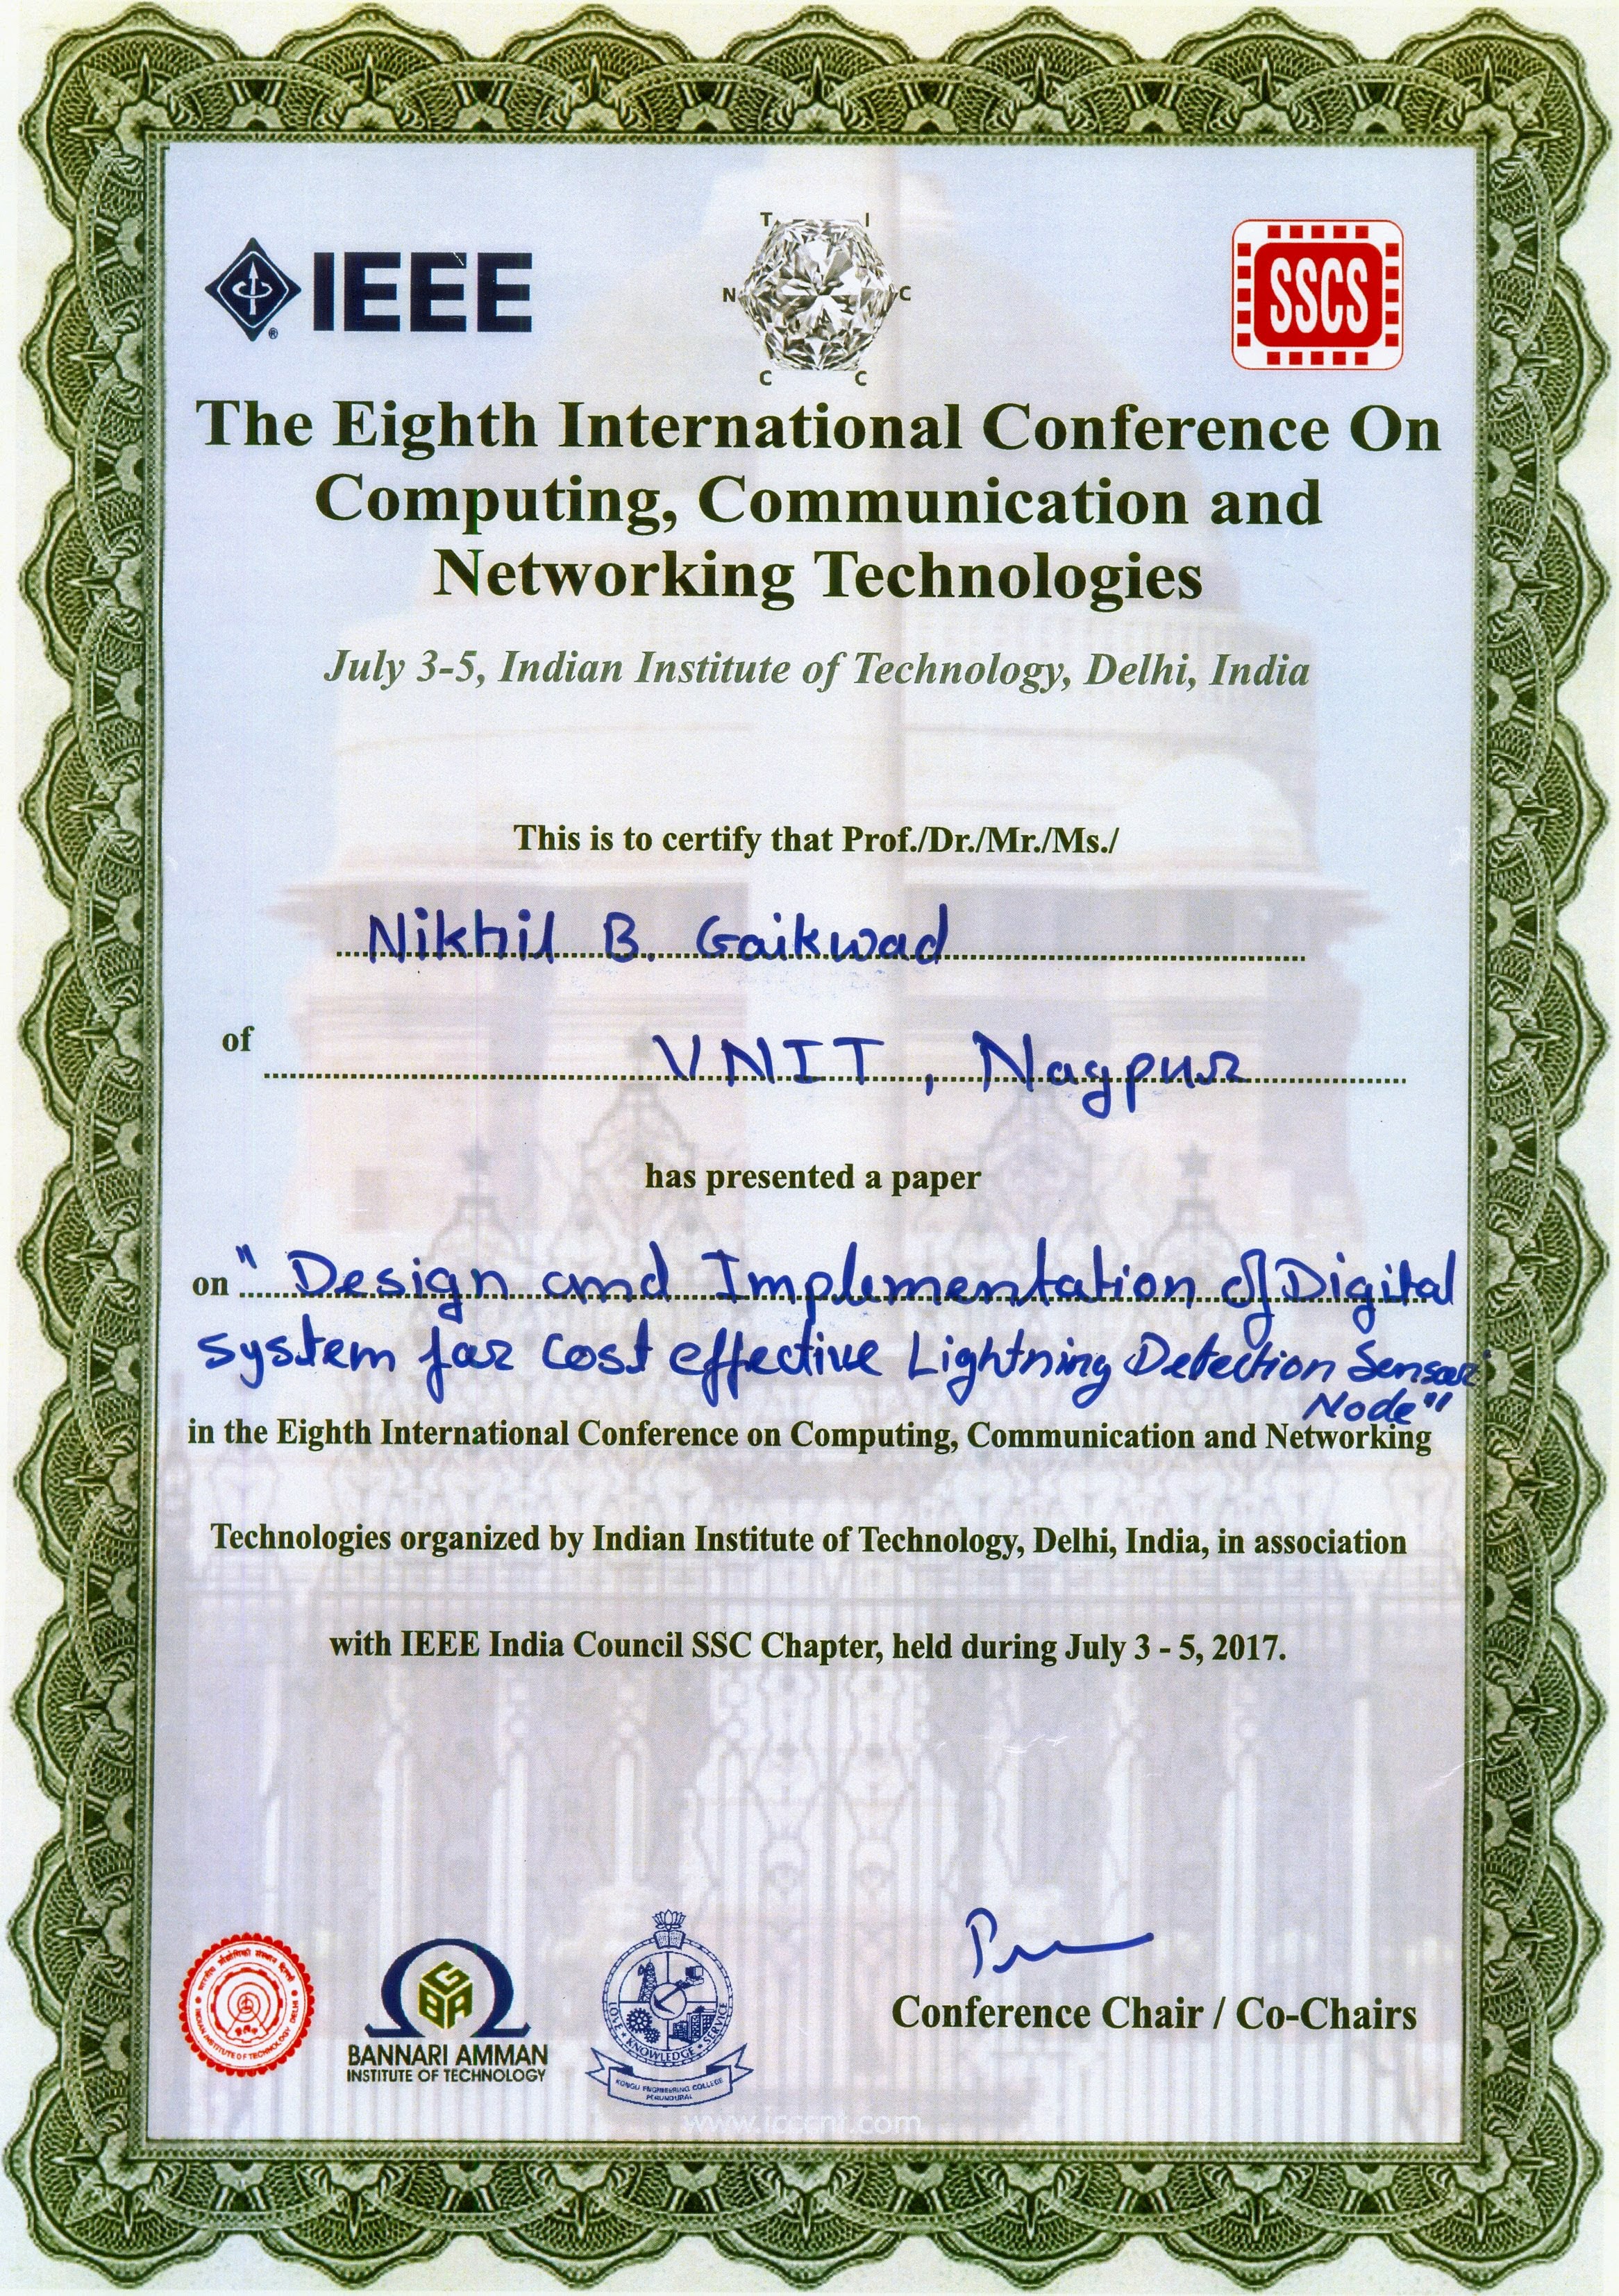 IEEE
®
T I
N C
C C
SSCS
The Eighth International Conference On
Computing, Communication and
Networking Technologies
July 3-5, Indian Institute of Technology, Delhi, India
This is to certify that Prof./Dr./Mr./Ms./
Nikhil B. Gaikwad
of VNIT, Nagpur
has presented a paper
on " Design and Implementation of Digital
system for cost effective Lightning Detection Sensor
Node"
in the Eighth International Conference on Computing, Communication and Networking
Technologies organized by Indian Institute of Technology, Delhi, India, in association
with IEEE India Council SSC Chapter, held during July 3 - 5, 2017.
Conference Chair / Co-Chairs
INDIAN INSTITUTE OF TECHNOLOGY DELHI
GBA
BANNARI AMMAN
INSTITUTE OF TECHNOLOGY
LOVE • KNOWLEDGE • SERVICE
KONGU ENGINEERING COLLEGE
PERUNDURAI
www.icccnt.com